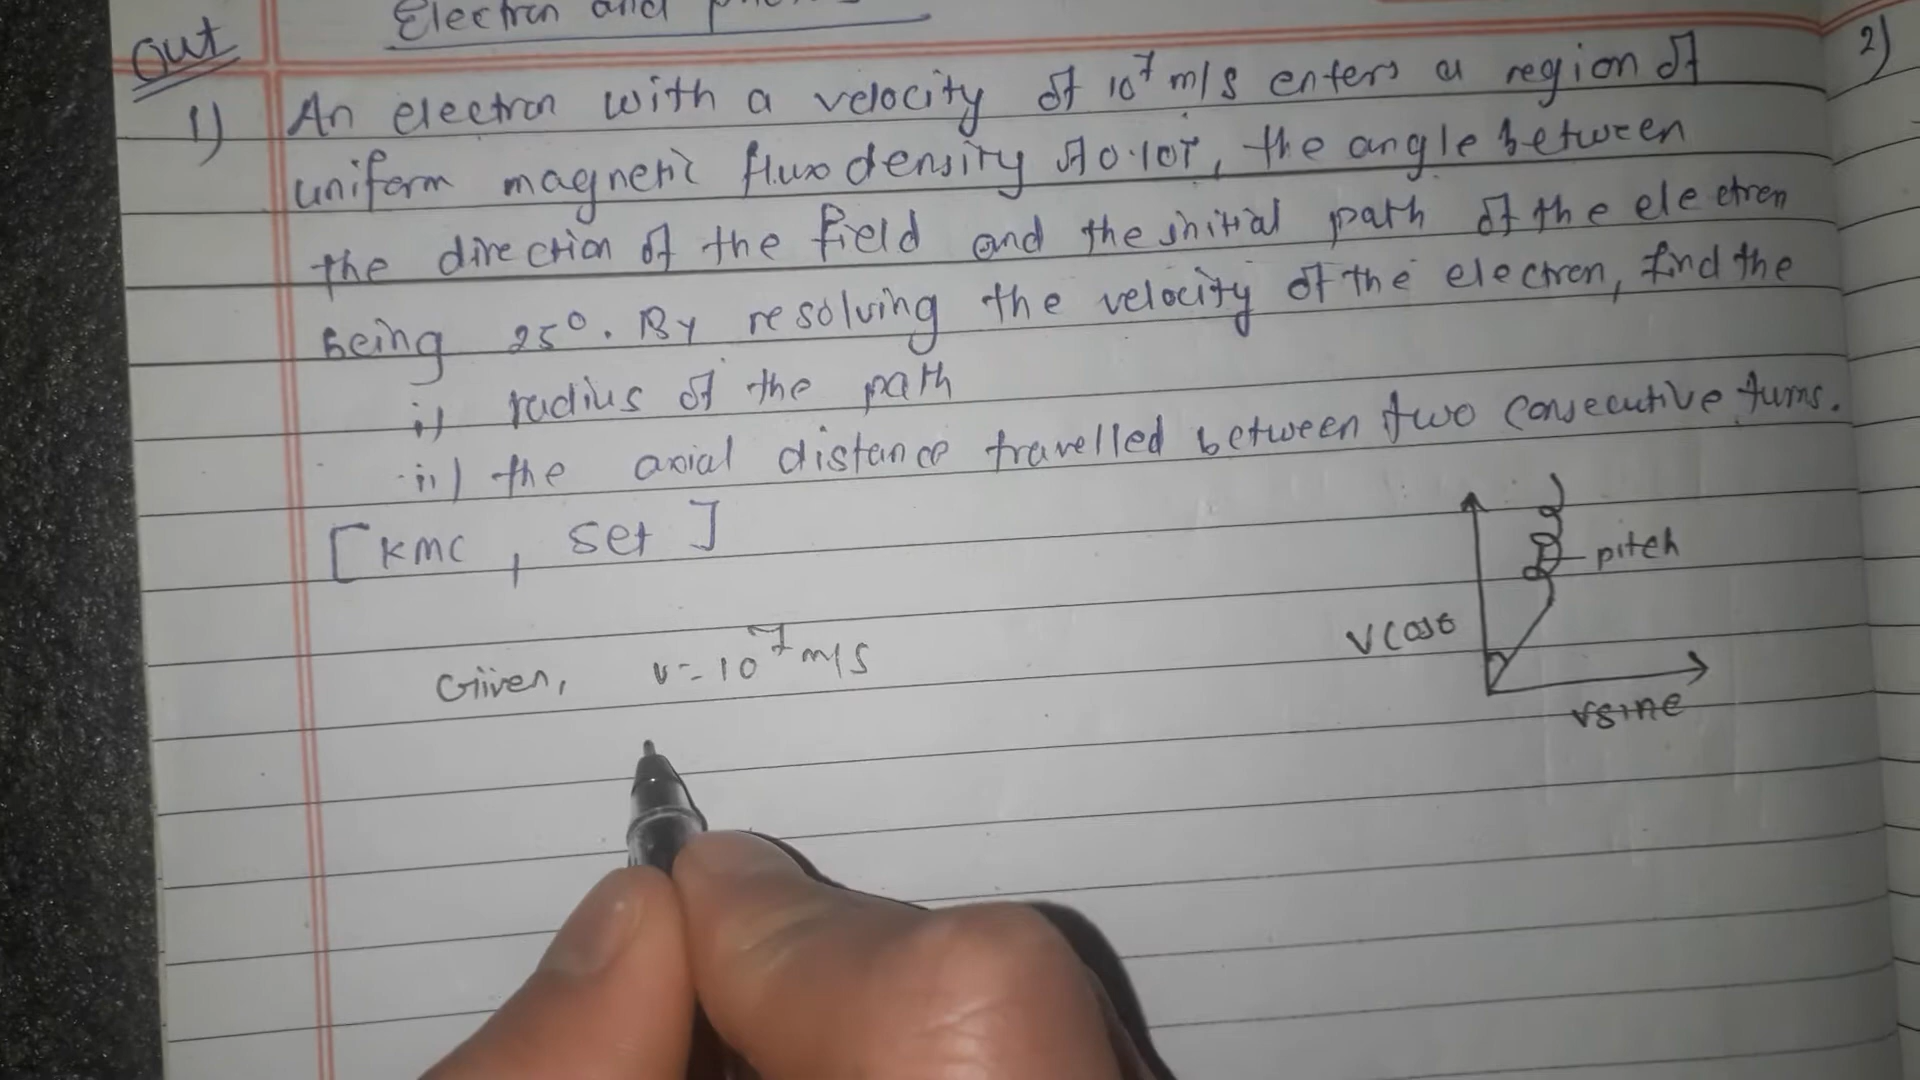 Electron and
out
2)
1) An electron with a velocity of 10⁷ m/s enters a region of
uniform magnetic flux density of 0.10T, the angle between
the direction of the field and the initial path of the electron
being 25°. By resolving the velocity of the electron, find the
i) radius of the path
ii) the axial distance travelled between two consecutive turns.
[KMC, set]
pitch
vcosθ
vsinθ
Given, v = 10⁷ m/s